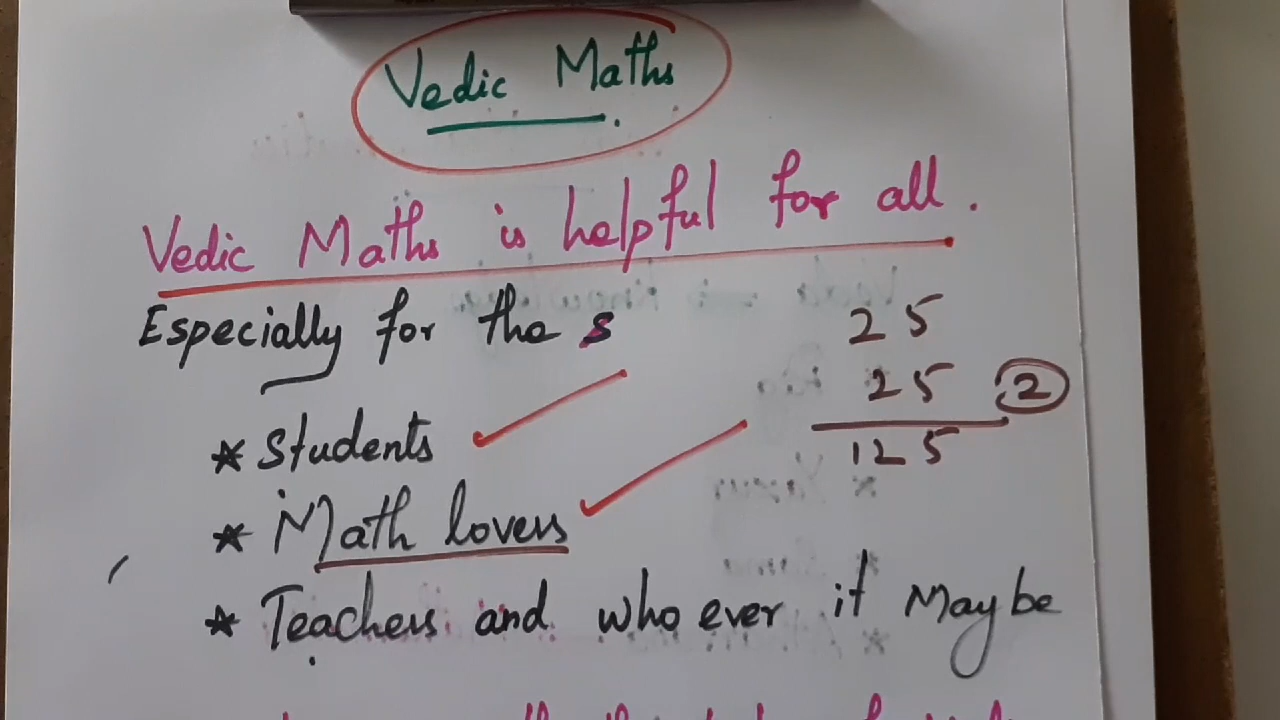 Vedic Maths.
Vedic Maths is helpful for all.
Especially for the s
25
25 2
125
* Students
* Math lovers
* Teachers and who ever it May be